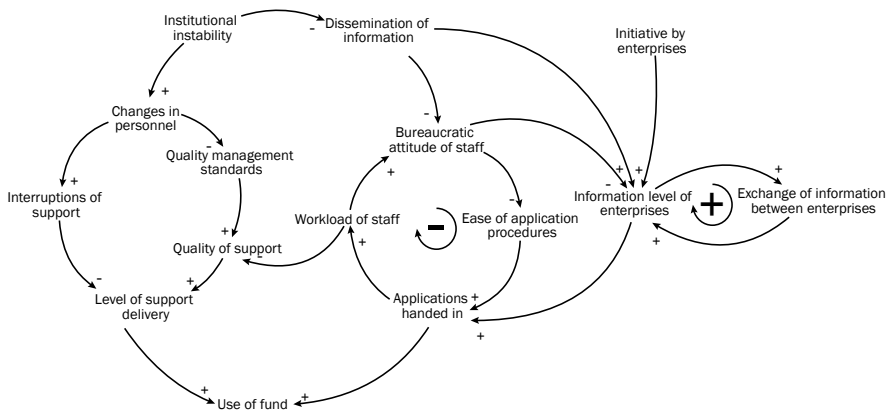 Institutional
instability
Dissemination of
information
-
Initiative by
enterprises
+
Changes in
personnel
-
Bureaucratic
attitude of staff
-
Quality management
standards
+
+
-
+
+
+
Interruptions of
support
Information level of
enterprises
+
Exchange of information
between enterprises
Workload of staff
-
-
Ease of application
procedures
+
+
+
Quality of support
-
-
+
Level of support
delivery
Applications
handed in
+
+
+
+
Use of fund